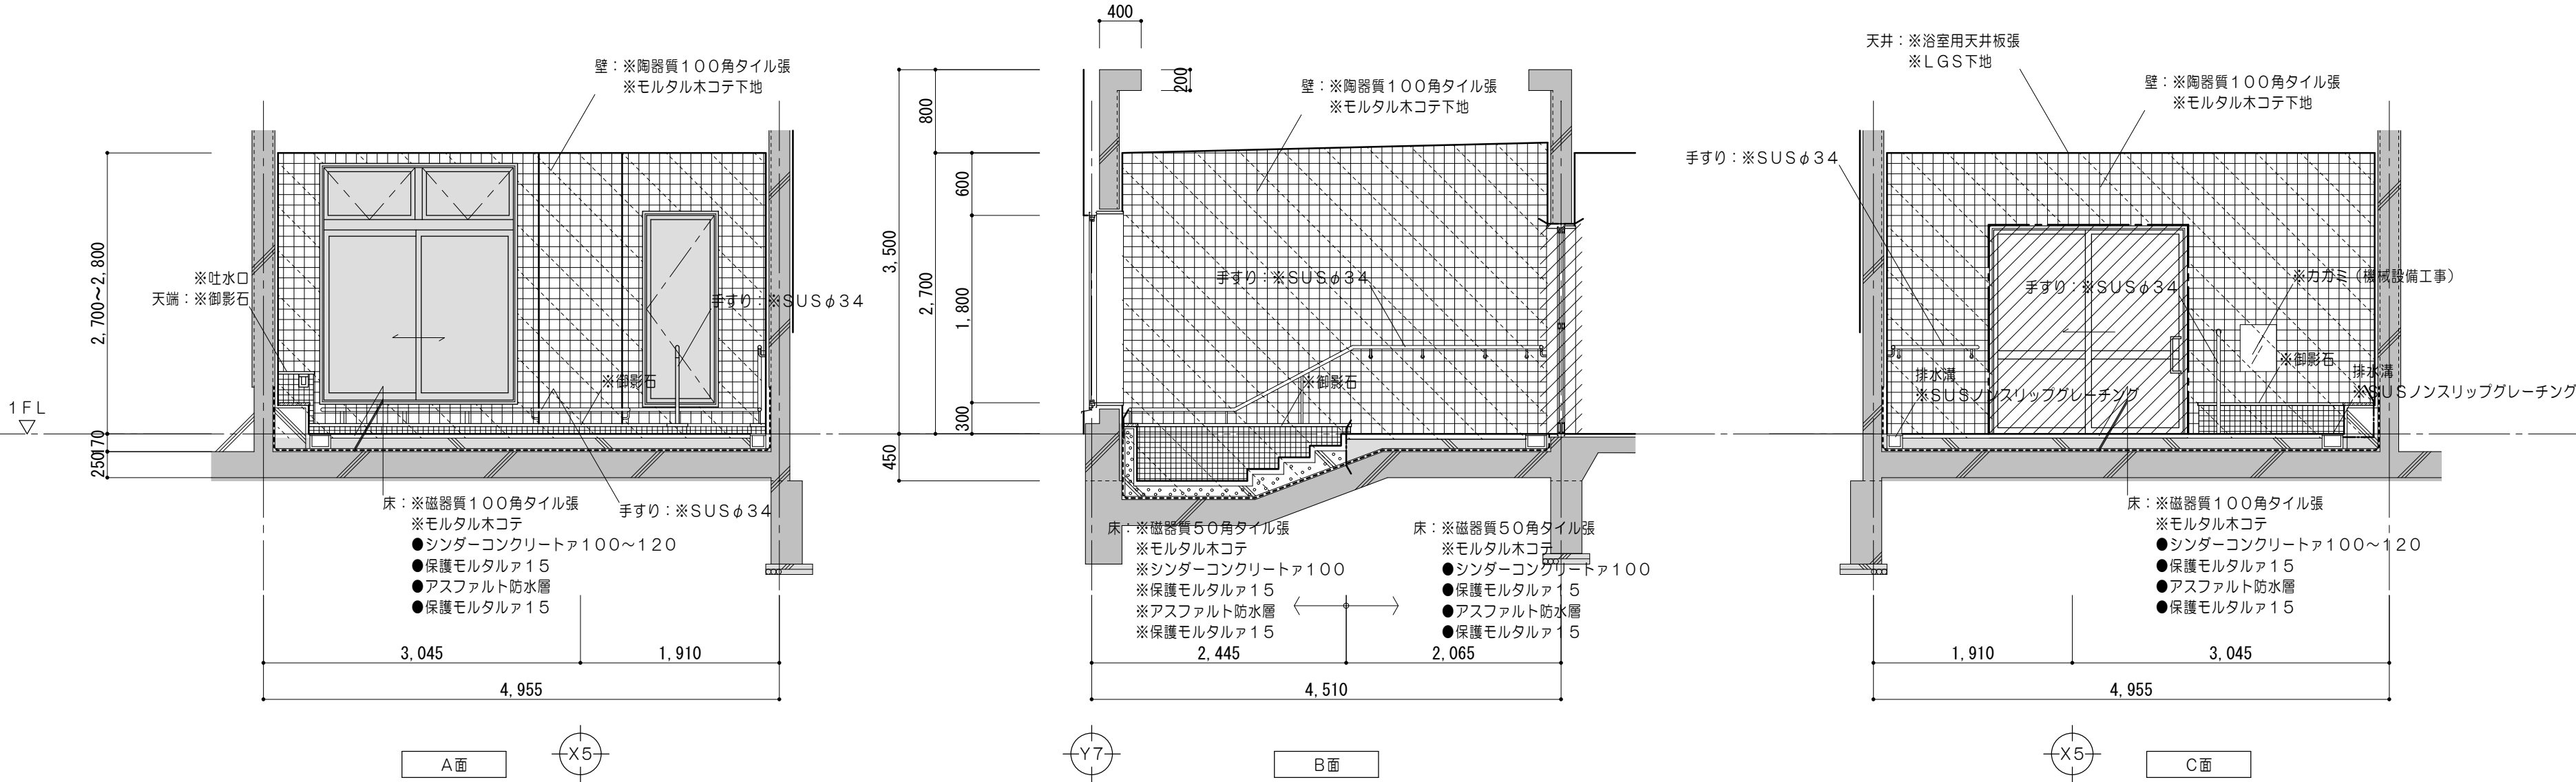 壁：※陶器質１００角タイル張
※モルタル木コテ下地
2,700～2,800
※吐水口
天端：※御影石
手すり：※ＳＵＳφ３４
※御影石
１ＦＬ
170
250
床：※磁器質１００角タイル張
※モルタル木コテ
●シンダーコンクリートァ１００～１２０
●保護モルタルァ１５
●アスファルト防水層
●保護モルタルァ１５
手すり：※ＳＵＳφ３４
3,045
1,910
4,955
A面
X5
400
200
800
3,500
2,700
600
1,800
300
450
壁：※陶器質１００角タイル張
※モルタル木コテ下地
手すり：※ＳＵＳφ３４
※御影石
床：※磁器質５０角タイル張
※モルタル木コテ
※シンダーコンクリートァ１００
※保護モルタルァ１５
※アスファルト防水層
※保護モルタルァ１５
床：※磁器質５０角タイル張
※モルタル木コテ
●シンダーコンクリートァ１００
●保護モルタルァ１５
●アスファルト防水層
●保護モルタルァ１５
2,445
2,065
4,510
Y7
B面
天井：※浴室用天井板張
※ＬＧＳ下地
壁：※陶器質１００角タイル張
※モルタル木コテ下地
手すり：※ＳＵＳφ３４
手すり：※ＳＵＳφ３４
※カガミ（機械設備工事）
※御影石
排水溝
※ＳＵＳノンスリップグレーチング
排水溝
※ＳＵＳノンスリップグレーチング
床：※磁器質１００角タイル張
※モルタル木コテ
●シンダーコンクリートァ１００～１２０
●保護モルタルァ１５
●アスファルト防水層
●保護モルタルァ１５
1,910
3,045
4,955
X5
C面